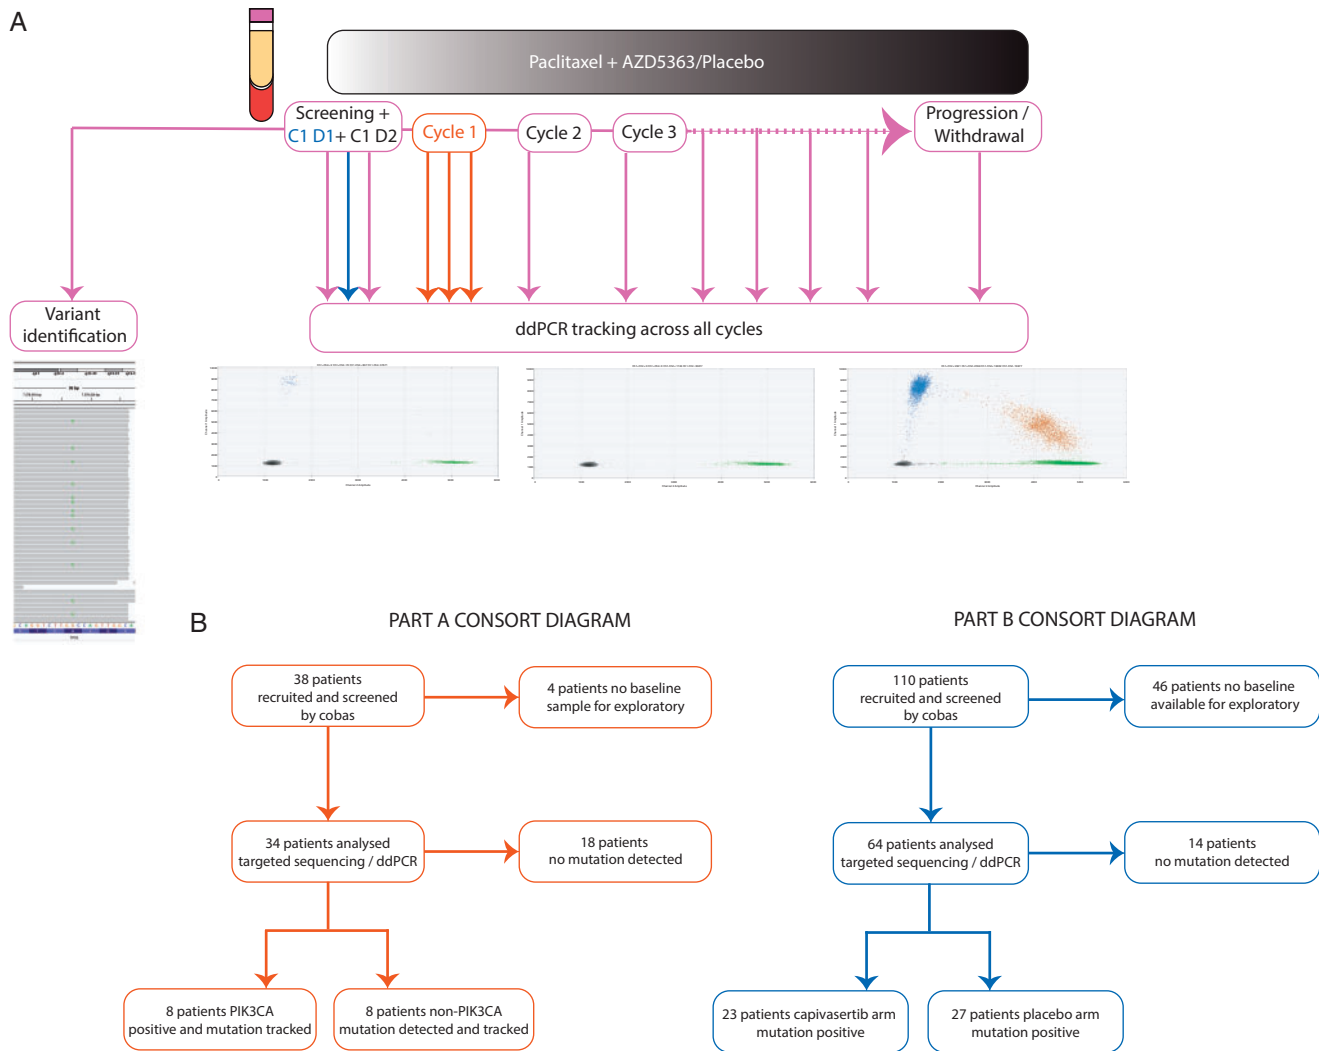 A
Paclitaxel + AZD5363/Placebo
Screening +
C1 D1+ C1 D2
Cycle 1
Cycle 2
Cycle 3
Progression /
Withdrawal
Variant
identification
ddPCR tracking across all cycles
B
PART A CONSORT DIAGRAM
38 patients
recruited and screened
by cobas
4 patients no baseline
sample for exploratory
34 patients analysed
targeted sequencing / ddPCR
18 patients
no mutation detected
8 patients PIK3CA
positive and mutation tracked
8 patients non-PIK3CA
mutation detected and tracked
PART B CONSORT DIAGRAM
110 patients
recruited and screened
by cobas
46 patients no baseline
available for exploratory
64 patients analysed
targeted sequencing / ddPCR
14 patients
no mutation detected
23 patients capivasertib arm
mutation positive
27 patients placebo arm
mutation positive